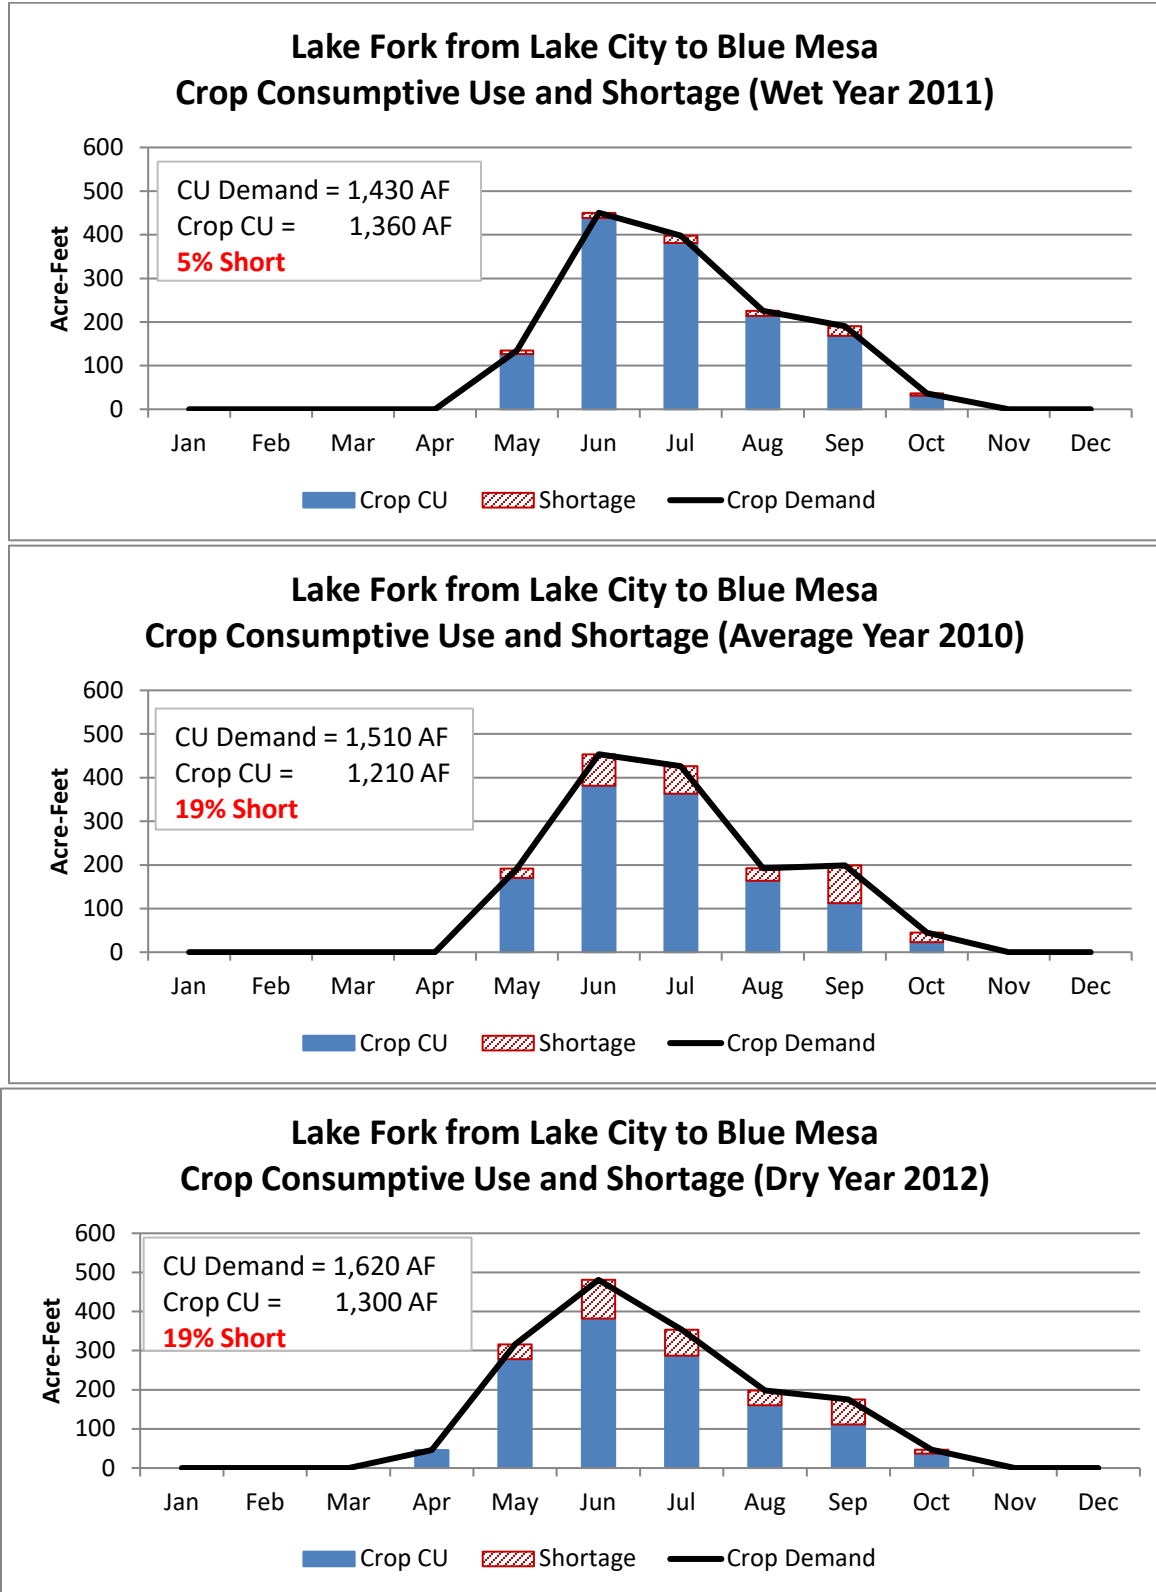 Lake Fork from Lake City to Blue Mesa
Crop Consumptive Use and Shortage (Wet Year 2011)
600
500
400
300
200
100
0
Acre-Feet
CU Demand = 1,430 AF
Crop CU = 1,360 AF
5% Short
Jan Feb Mar Apr May Jun Jul Aug Sep Oct Nov Dec
Crop CU Shortage Crop Demand
Lake Fork from Lake City to Blue Mesa
Crop Consumptive Use and Shortage (Average Year 2010)
600
500
400
300
200
100
0
Acre-Feet
CU Demand = 1,510 AF
Crop CU = 1,210 AF
19% Short
Jan Feb Mar Apr May Jun Jul Aug Sep Oct Nov Dec
Crop CU Shortage Crop Demand
Lake Fork from Lake City to Blue Mesa
Crop Consumptive Use and Shortage (Dry Year 2012)
600
500
400
300
200
100
0
Acre-Feet
CU Demand = 1,620 AF
Crop CU = 1,300 AF
19% Short
Jan Feb Mar Apr May Jun Jul Aug Sep Oct Nov Dec
Crop CU Shortage Crop Demand